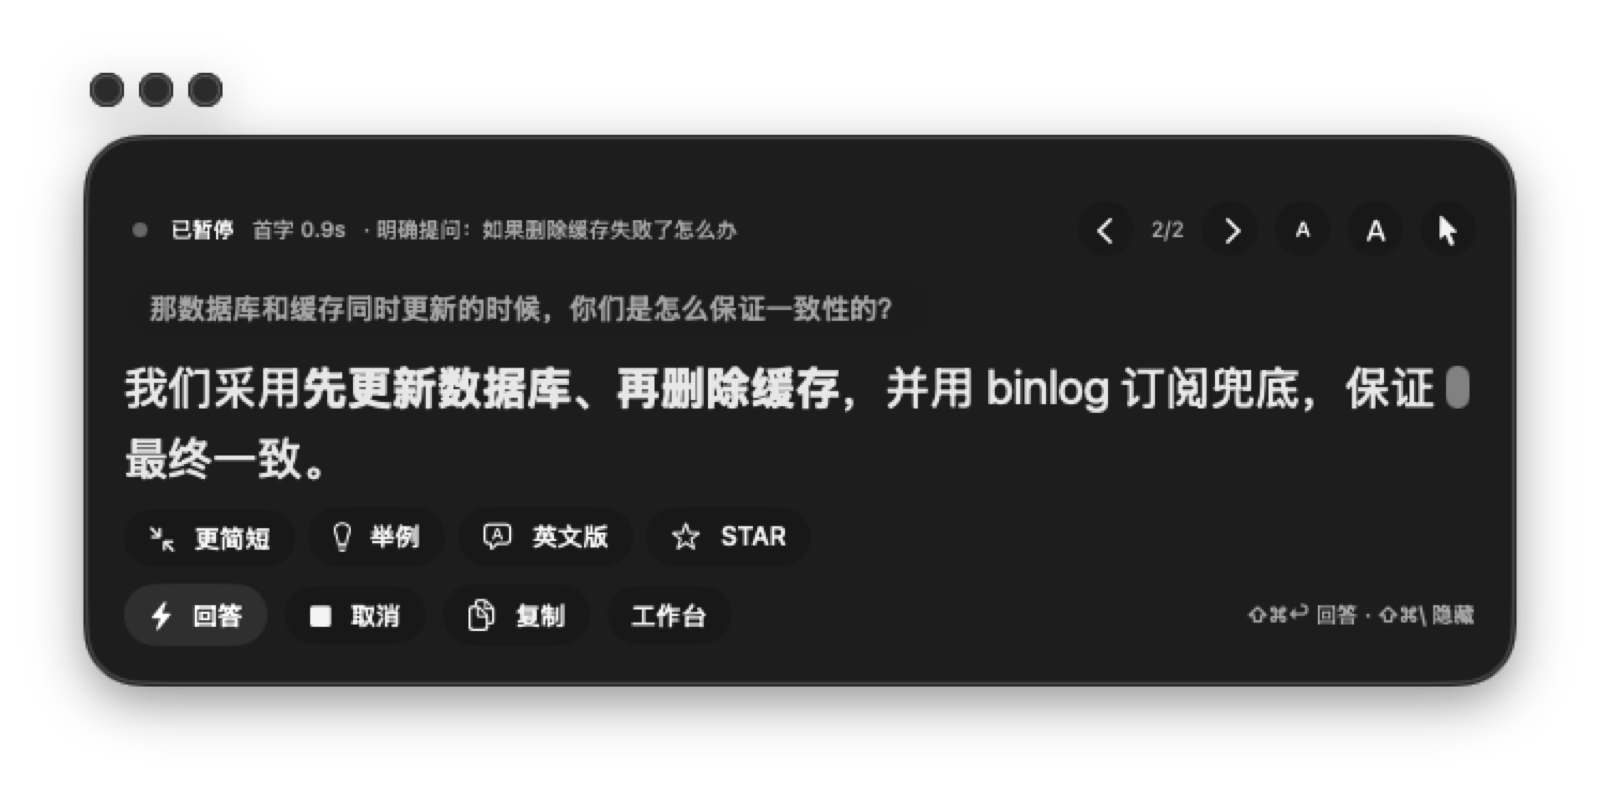 已暂停 首字 0.9s · 明确提问：如果删除缓存失败了怎么办 2/2 A A
那数据库和缓存同时更新的时候，你们是怎么保证一致性的？
我们采用先更新数据库、再删除缓存，并用 binlog 订阅兜底，保证
最终一致。
更简短 举例 A 英文版 STAR
回答 取消 复制 工作台 ⇧⌘↩ 回答 · ⇧⌘\ 隐藏